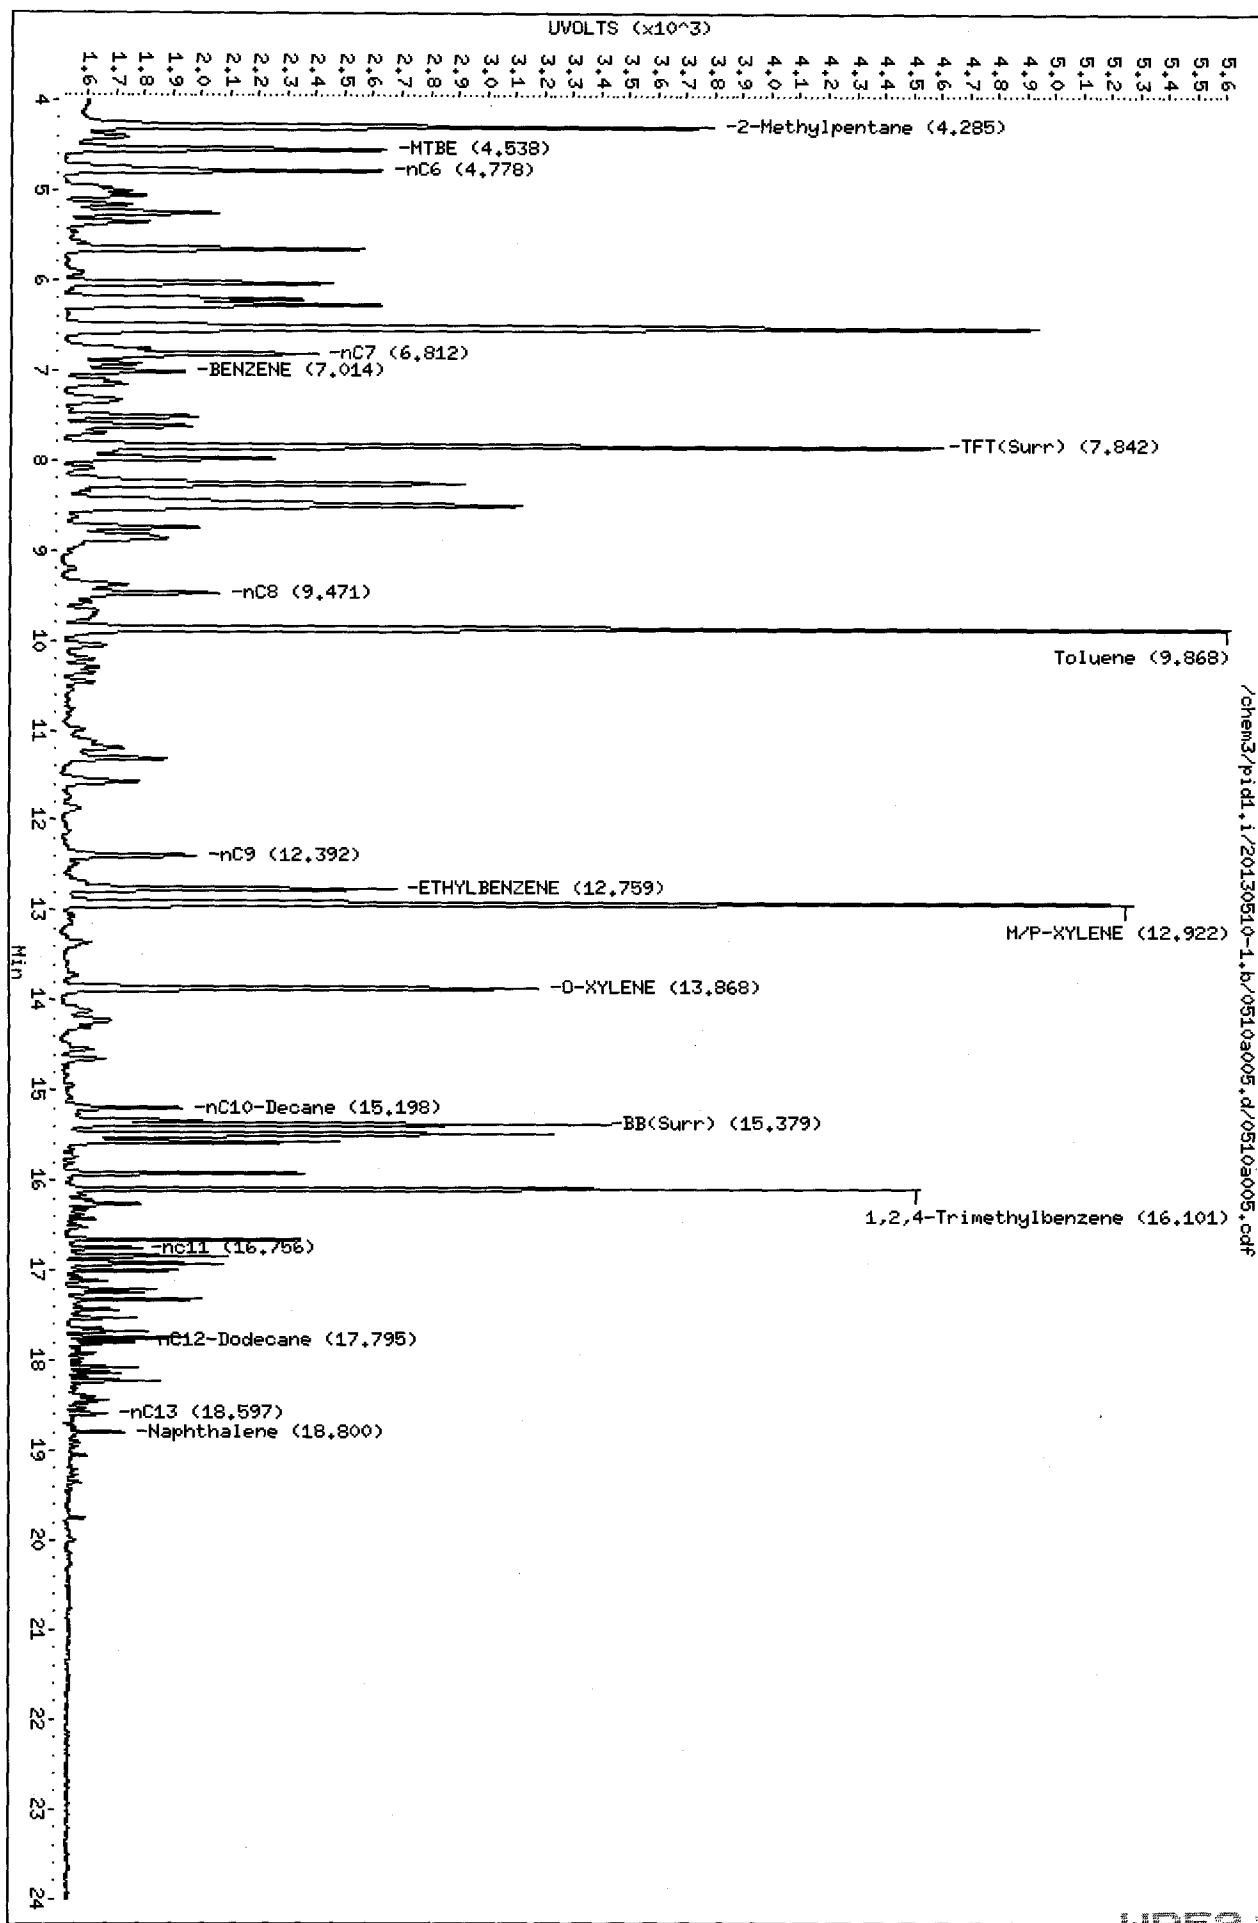 UVOLTS (x10^3)
1.6
1.7
1.8
1.9
2.0
2.1
2.2
2.3
2.4
2.5
2.6
2.7
2.8
2.9
3.0
3.1
3.2
3.3
3.4
3.5
3.6
3.7
3.8
3.9
4.0
4.1
4.2
4.3
4.4
4.5
4.6
4.7
4.8
4.9
5.0
5.1
5.2
5.3
5.4
5.5
5.6
4
-2-Methylpentane (4.285)
-MTBE (4.538)
-nC6 (4.778)
5
6
-nC7 (6.812)
7
-BENZENE (7.014)
-TFT(Surr) (7.842)
8
9
-nC8 (9.471)
10
Toluene (9.868)
/chem3/pid1.i/20130510-1.b/0510a005.d/0510a005.cdf
11
12
-nC9 (12.392)
-ETHYLBENZENE (12.759)
13
M/P-XYLENE (12.922)
Min
14
-O-XYLENE (13.868)
15
-nC10-Decane (15.198)
-BB(Surr) (15.379)
16
1,2,4-Trimethylbenzene (16.101)
-nc11 (16.756)
17
nC12-Dodecane (17.795)
18
-nC13 (18.597)
-Naphthalene (18.800)
19
20
21
22
23
24